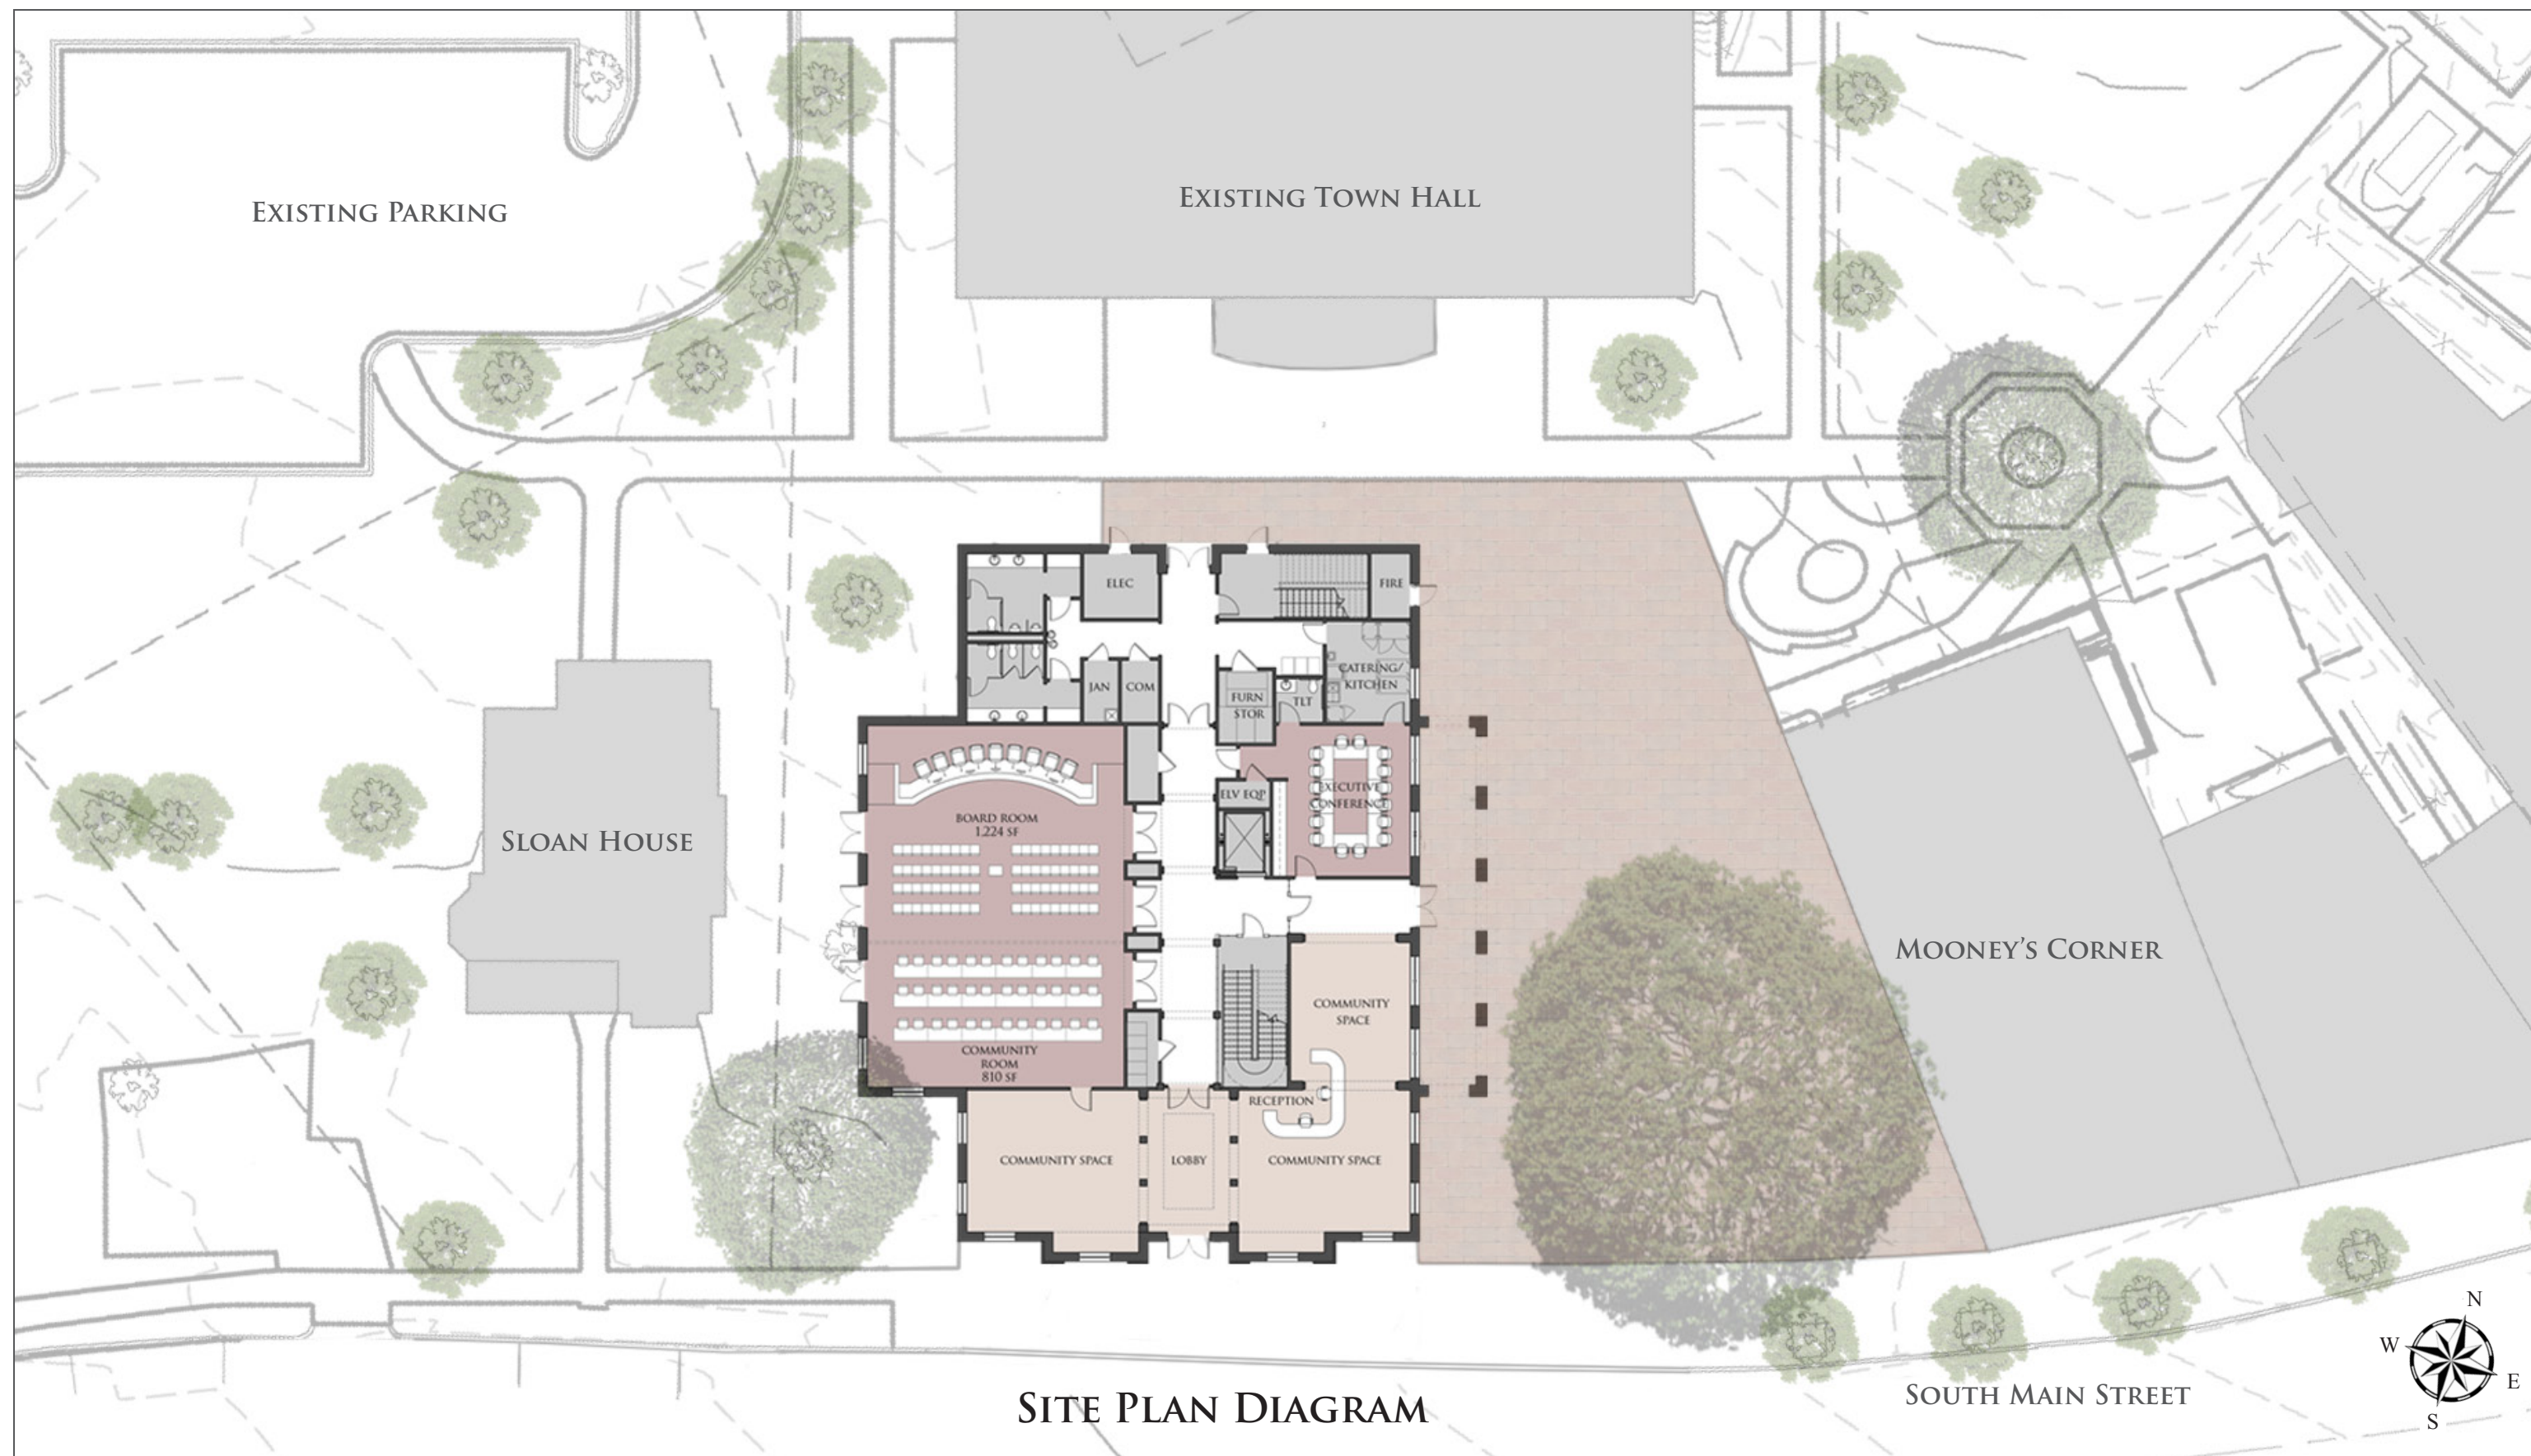 EXISTING PARKING
EXISTING TOWN HALL
ELEC
FIRE
JAN
COM
FURN
STOR
TLT
CATERING/
KITCHEN
ELV EQP
EXECUTIVE
CONFERENCE
BOARD ROOM
1,224 SF
SLOAN HOUSE
MOONEY'S CORNER
COMMUNITY
SPACE
COMMUNITY
ROOM
810 SF
RECEPTION
COMMUNITY SPACE
LOBBY
COMMUNITY SPACE
N
W
E
S
SOUTH MAIN STREET
SITE PLAN DIAGRAM